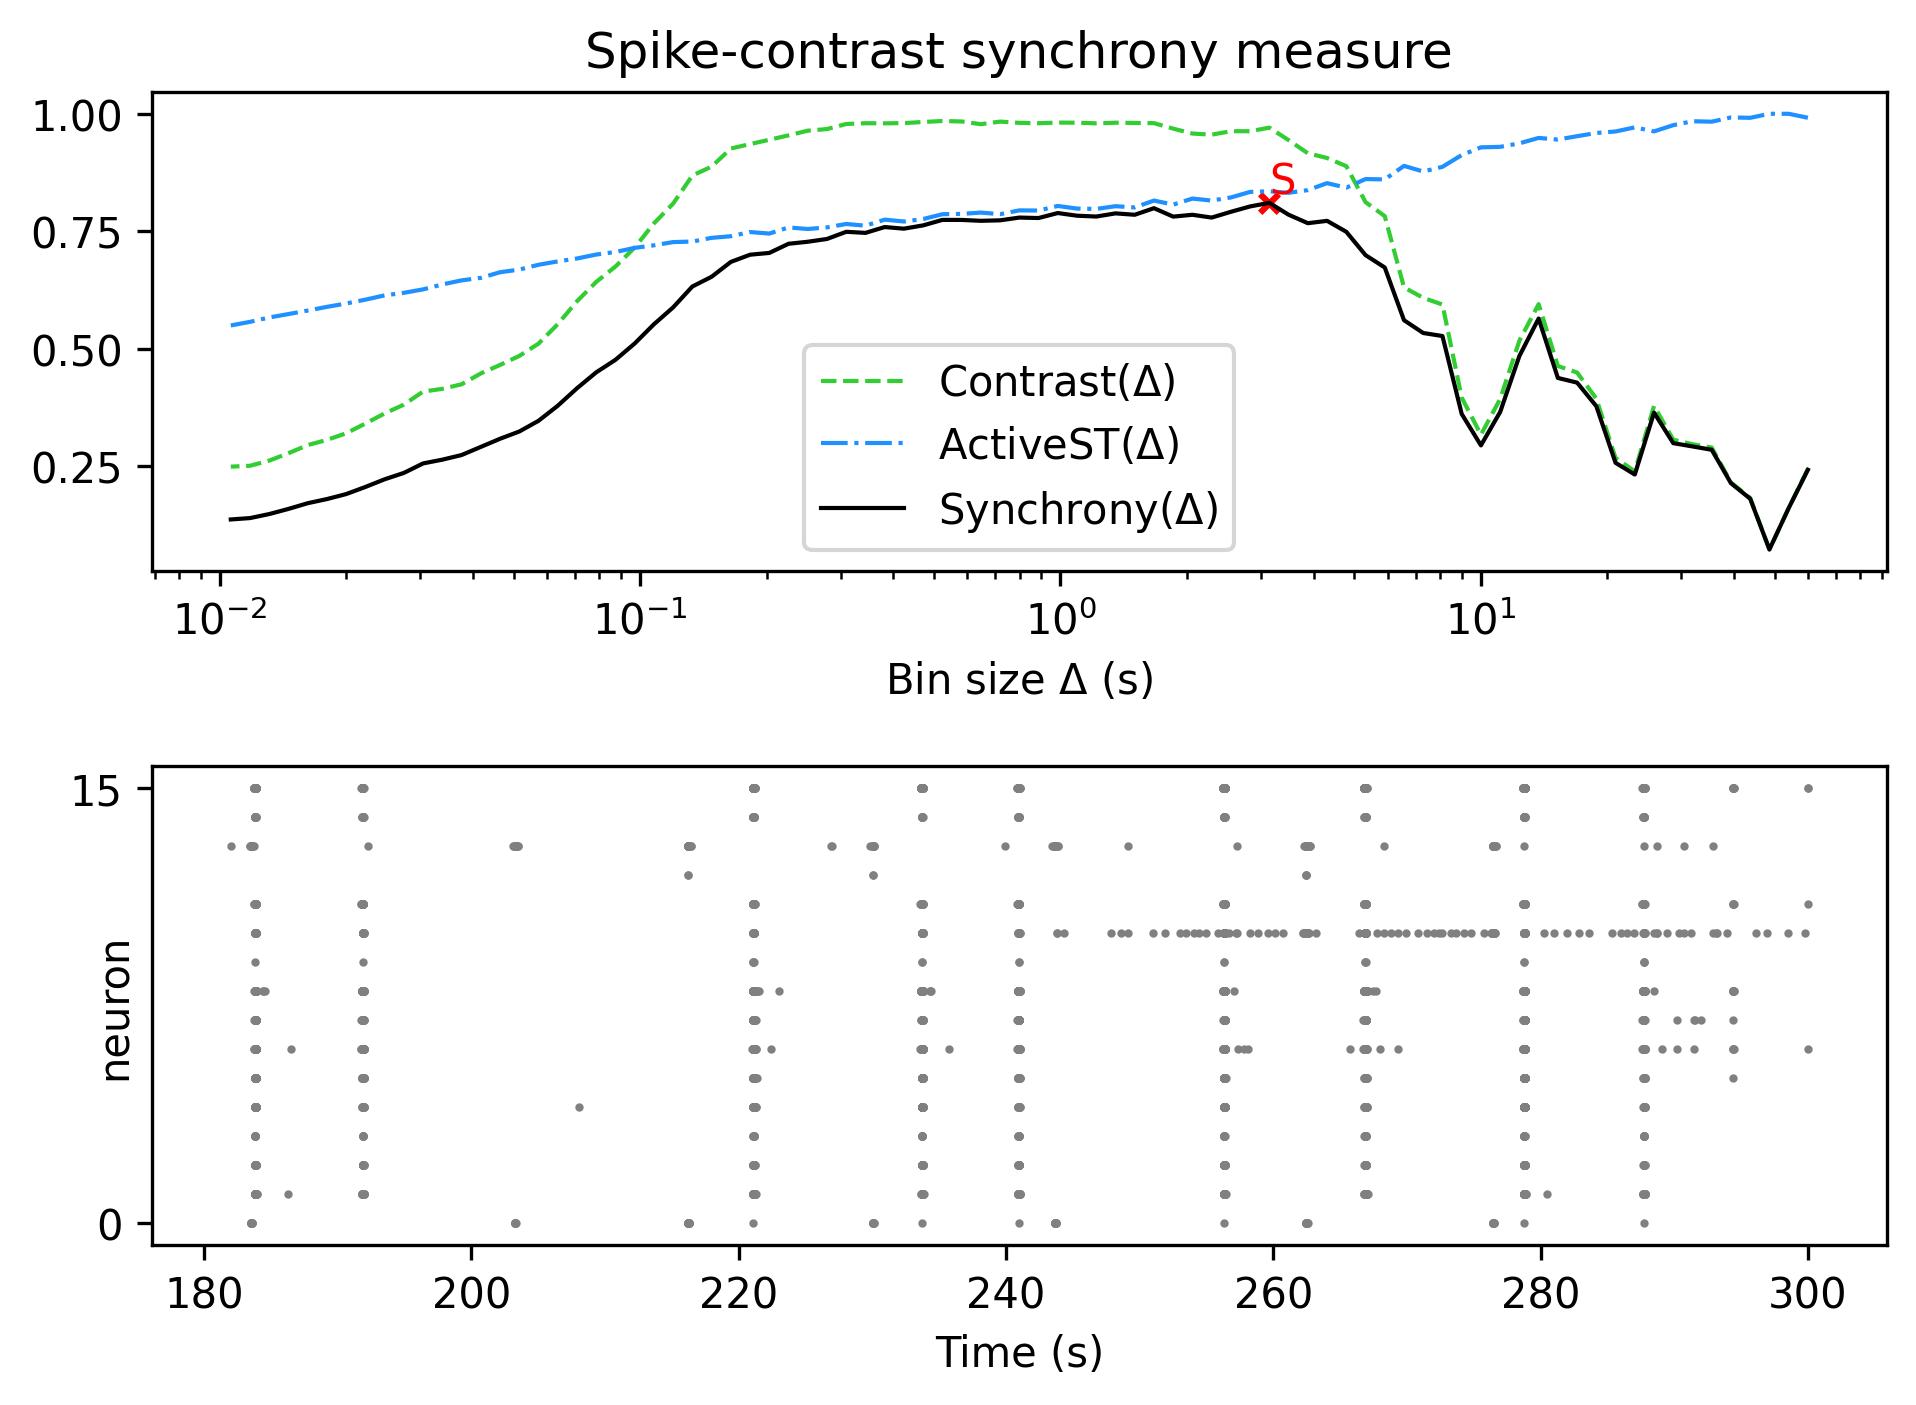 Spike-contrast synchrony measure
1.00
0.75
0.50
0.25
Contrast(Δ)
ActiveST(Δ)
Synchrony(Δ)
S
10⁻² 10⁻¹ 10⁰ 10¹
Bin size Δ (s)
15
0
neuron
180 200 220 240 260 280 300
Time (s)